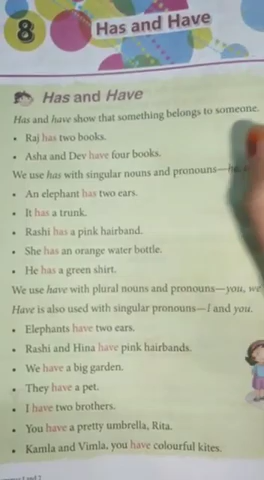 8
Has and Have
Has and Have
Has and have show that something belongs to someone.
• Raj has two books.
• Asha and Dev have four books.
We use has with singular nouns and pronouns—he,
• An elephant has two ears.
• It has a trunk.
• Rashi has a pink hairband.
• She has an orange water bottle.
• He has a green shirt.
We use have with plural nouns and pronouns—you, we
Have is also used with singular pronouns—I and you.
• Elephants have two ears.
• Rashi and Hina have pink hairbands.
• We have a big garden.
• They have a pet.
• I have two brothers.
• You have a pretty umbrella, Rita.
• Kamla and Vimla, you have colourful kites.